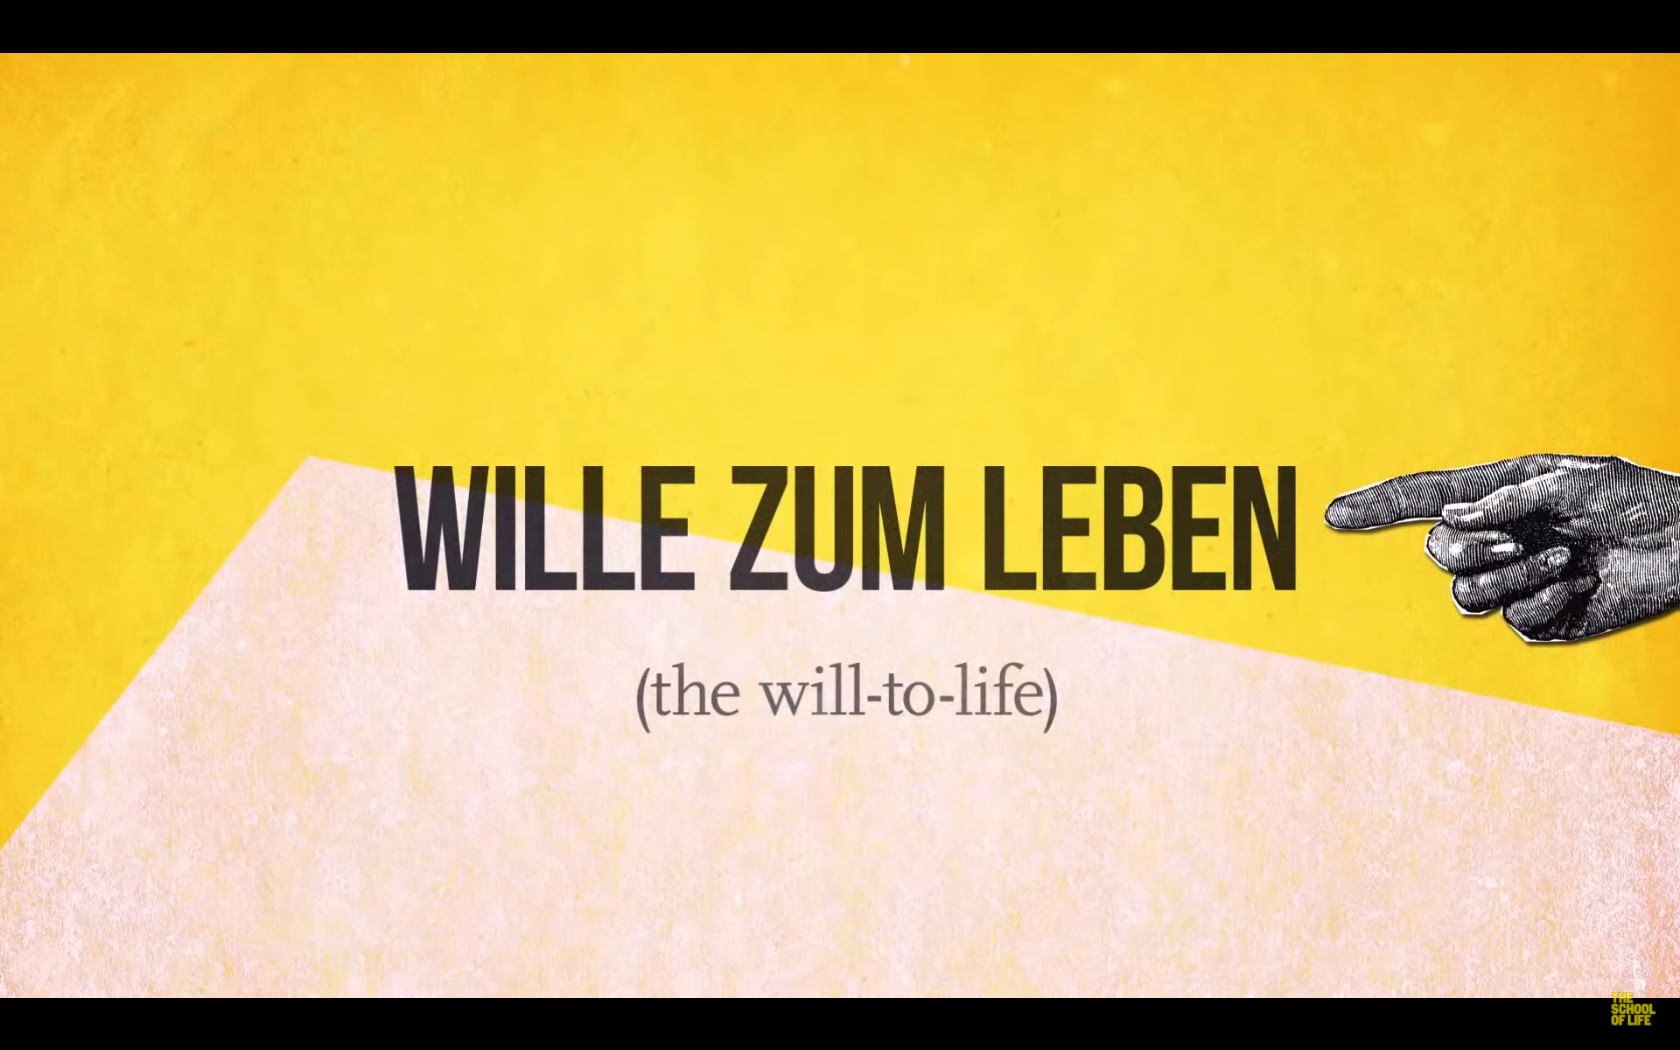 WILLE ZUM LEBEN
(the will-to-life)
THE
SCHOOL
OF LIFE